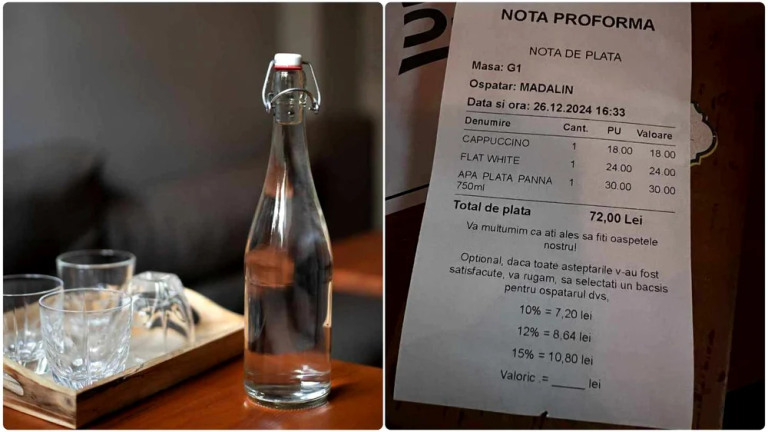 NOTA PROFORMA
NOTA DE PLATA
Masa: G1
Ospatar: MADALIN
Data si ora: 26.12.2024 16:33
Denumire Cant. PU Valoare
CAPPUCCINO 1 18.00 18.00
FLAT WHITE 1 24.00 24.00
APA PLATA PANNA 1 30.00 30.00
750ml
Total de plata 72,00 Lei
Va multumim ca ati ales sa fiti oaspetele
nostru!
Optional, daca toate asteptarile v-au fost
satisfacute, va rugam, sa selectati un bacsis
pentru ospatarul dvs,
10% = 7,20 lei
12% = 8,64 lei
15% = 10,80 lei
Valoric .= _____ lei